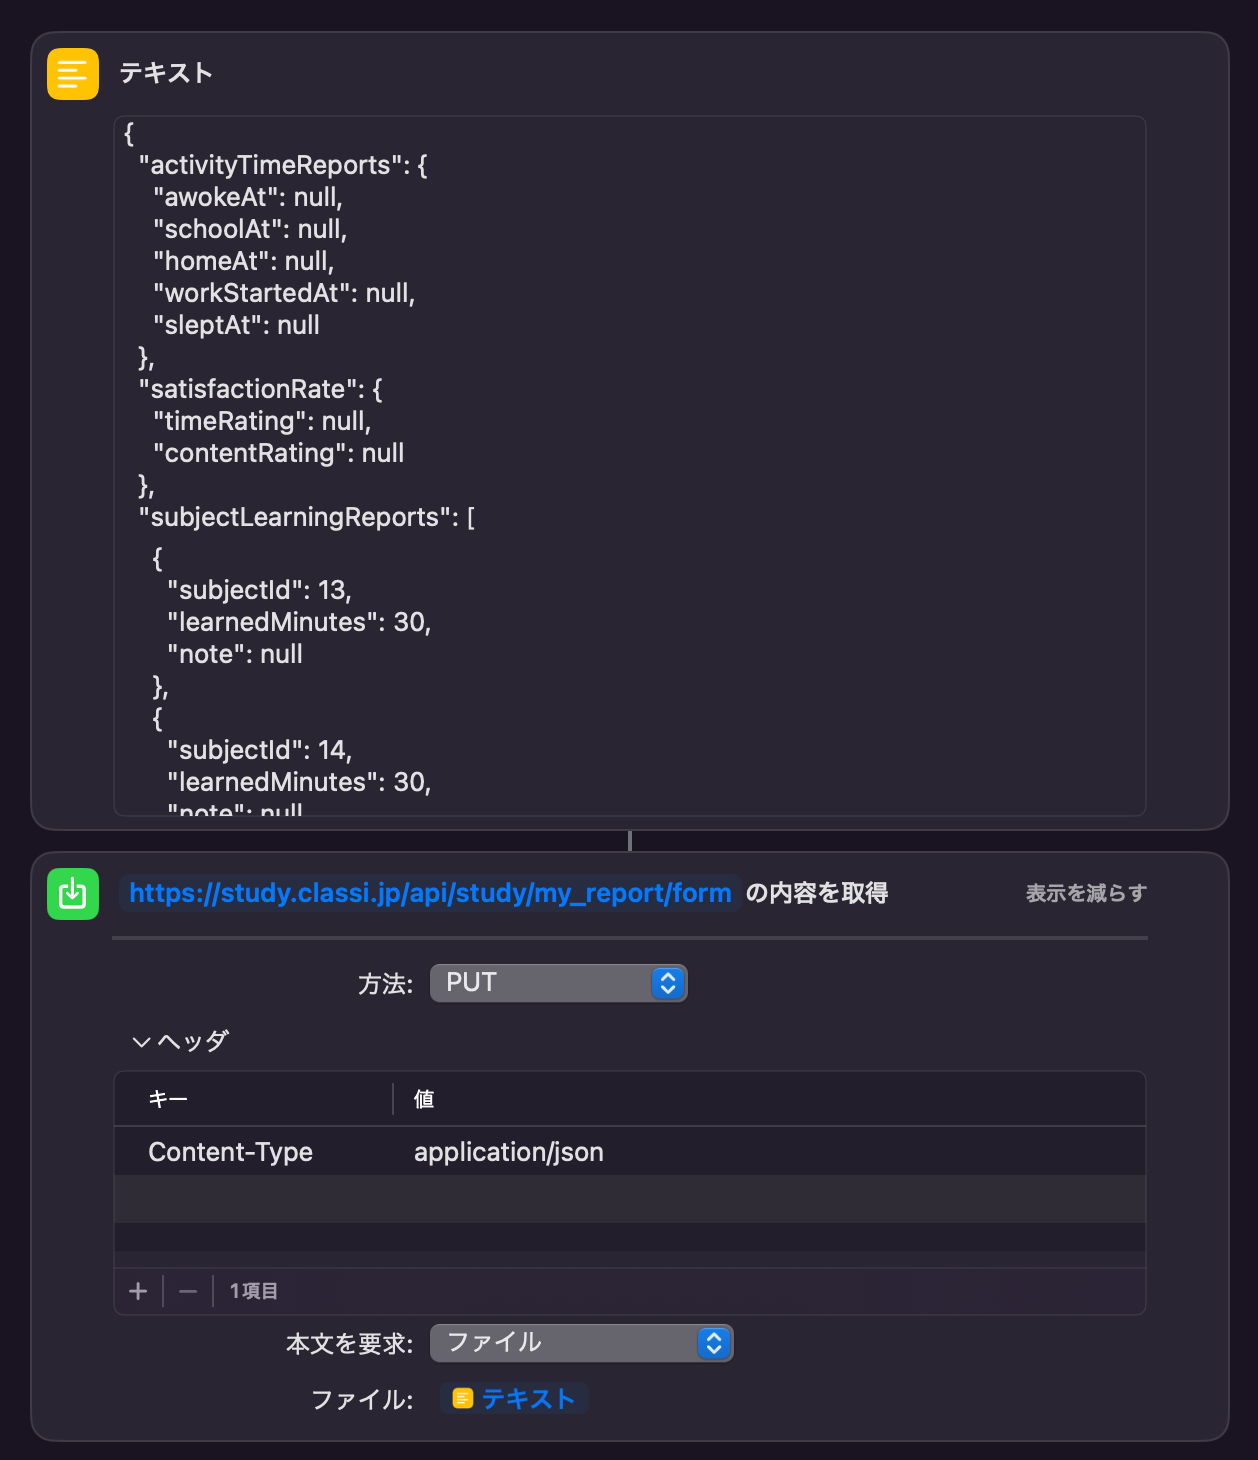 テキスト
{
"activityTimeReports": {
"awokeAt": null,
"schoolAt": null,
"homeAt": null,
"workStartedAt": null,
"sleptAt": null
},
"satisfactionRate": {
"timeRating": null,
"contentRating": null
},
"subjectLearningReports": [
{
"subjectId": 13,
"learnedMinutes": 30,
"note": null
},
{
"subjectId": 14,
"learnedMinutes": 30,
"note": null
https://study.classi.jp/api/study/my_report/form の内容を取得 表示を減らす
方法: PUT
ヘッダ
キー 値
Content-Type application/json
+ − 1項目
本文を要求: ファイル
ファイル: テキスト